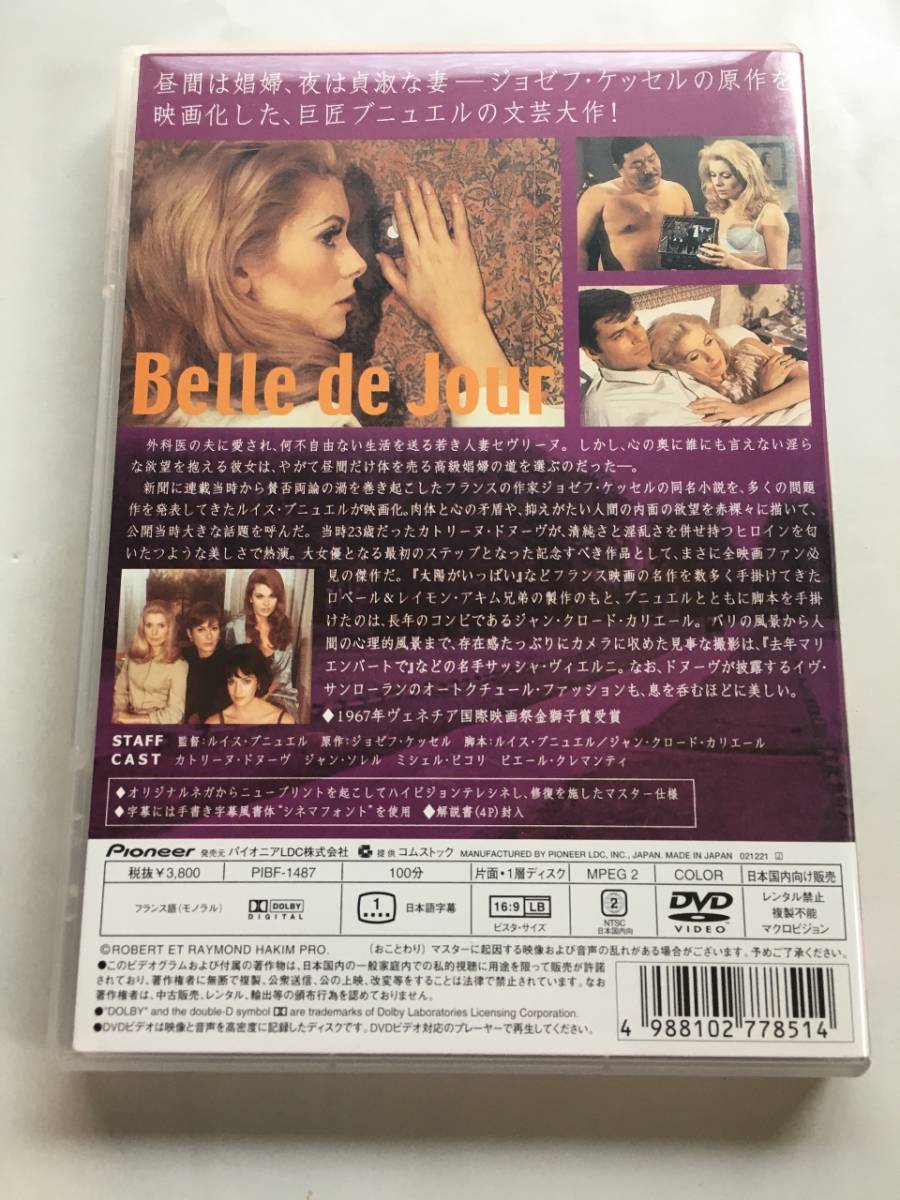 昼間は娼婦、夜は貞淑な妻―ジョゼフ・ケッセルの原作を
映画化した、巨匠ブニュエルの文芸大作!
Belle de Jour
外科医の夫に愛され、何不自由ない生活を送る若き人妻セヴリーヌ。しかし、心の奥に誰にも言えない淫ら
な欲望を抱える彼女は、やがて昼間だけ体を売る高級娼婦の道を選ぶのだった―。
新聞に連載当時から賛否両論の渦を巻き起こしたフランスの作家ジョゼフ・ケッセルの同名小説を、多くの問題
作を発表してきたルイス・ブニュエルが映画化。肉体と心の矛盾や、抑えがたい人間の内面の欲望を赤裸々に描いて、
公開当時大きな話題を呼んだ。当時23歳だったカトリーヌ・ドヌーヴが、清純さと淫乱さを併せ持つヒロインを匂
いたつような美しさで熱演。大女優となる最初のステップとなった記念すべき作品として、まさに全映画ファン必
見の傑作だ。『太陽がいっぱい』などフランス映画の名作を数多く手掛けてきた
ロベール&レイモン・アキム兄弟の製作のもと、ブニュエルとともに脚本を手掛
けたのは、長年のコンビであるジャン・クロード・カリエール。パリの風景から人
間の心理的風景まで、存在感たっぷりにカメラに収めた見事な撮影は、『去年マリ
エンバートで』などの名手サッシャ・ヴィエルニ。なお、ドヌーヴが披露するイヴ・
サンローランのオートクチュール・ファッションも、息を呑むほどに美しい。
◆1967年ヴェネチア国際映画祭金獅子賞受賞
STAFF 監督:ルイス・ブニュエル 原作:ジョゼフ・ケッセル 脚本:ルイス・ブニュエル/ジャン・クロード・カリエール
CAST カトリーヌ・ドヌーヴ ジャン・ソレル ミシェル・ピコリ ピエール・クレマンティ
◆オリジナルネガからニュープリントを起こしてハイビジョンテレシネし、修復を施したマスター仕様
◆字幕には手書き字幕風書体“シネマフォント”を使用 ◆解説書(4P)封入
Pioneer 発売元 パイオニアLDC株式会社 提供 コムストック MANUFACTURED BY PIONEER LDC, INC., JAPAN. MADE IN JAPAN 021221 J
税抜¥3,800 PIBF-1487 100分 片面・1層ディスク MPEG 2 COLOR 日本国内向け販売
フランス語(モノラル) DOLBY DIGITAL 1 日本語字幕 16:9 LB ビスタ・サイズ 2 NTSC 日本国内向 DVD VIDEO レンタル禁止
複製不能
マクロビジョン
©ROBERT ET RAYMOND HAKIM PRO. (おことわり) マスターに起因する映像および音声の乱れがある場合がございます。予めご了承ください。
●このビデオグラムおよび付属の著作物は、日本国内の一般家庭内での私的視聴に用途を限って販売が許諾
されており、著作権者に無断で複製、公衆送信、公の上映、改変等をすることは法律で禁止されています。なお
著作権者は、中古販売、レンタル、輸出等の頒布行為を認めておりません。
●"DOLBY" and the double-D symbol are trademarks of Dolby Laboratories Licensing Corporation.
●DVDビデオは映像と音声を高密度に記録したディスクです。DVDビデオ対応のプレーヤーで再生してください。
4 988102 778514